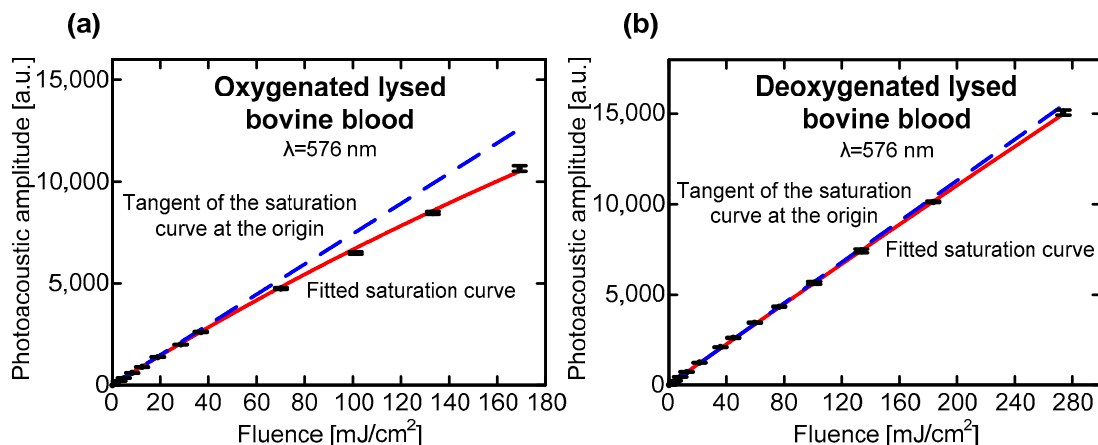 (a)
Photoacoustic amplitude [a.u.]
15,000
10,000
5,000
0
Oxygenated lysed
bovine blood
λ=576 nm
Tangent of the saturation
curve at the origin
Fitted saturation curve
0 20 40 60 80 100 120 140 160 180
Fluence [mJ/cm²]
(b)
Photoacoustic amplitude [a.u.]
15,000
10,000
5,000
0
Deoxygenated lysed
bovine blood
λ=576 nm
Tangent of the saturation
curve at the origin
Fitted saturation curve
0 40 80 120 160 200 240 280
Fluence [mJ/cm²]